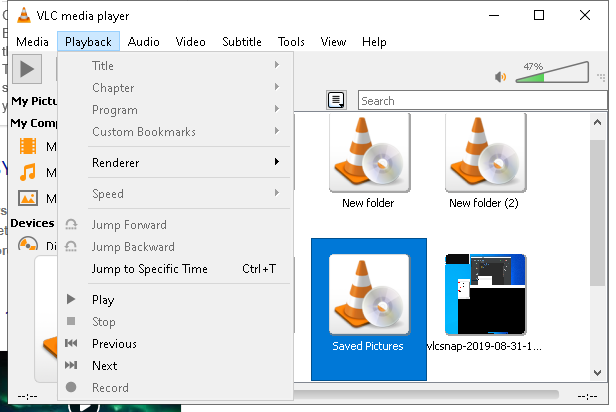 VLC media player
Media Playback Audio Video Subtitle Tools View Help
47%
Search
My Pictu
My Comp
M
M
M
Devices
Di
Title
Chapter
Program
Custom Bookmarks
Renderer
Speed
Jump Forward
Jump Backward
Jump to Specific Time Ctrl+T
Play
Stop
Previous
Next
Record
New folder
New folder (2)
Saved Pictures
vlcsnap-2019-08-31-1...
--:--
--:--